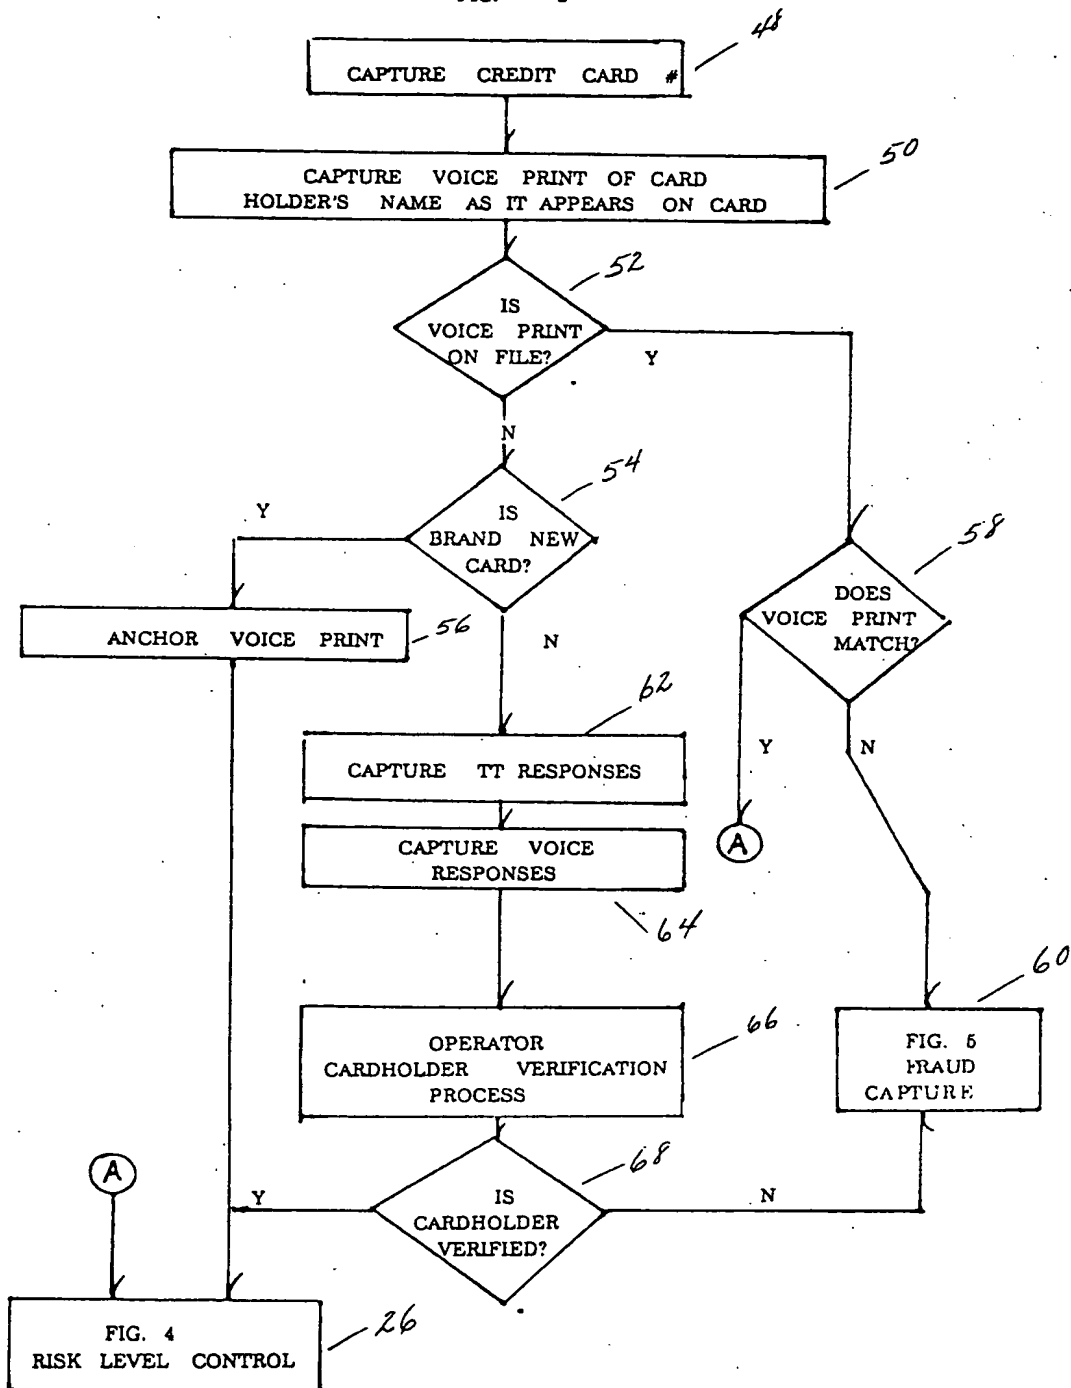 FIG.
48
CAPTURE CREDIT CARD #
50
CAPTURE VOICE PRINT OF CARD
HOLDER'S NAME AS IT APPEARS ON CARD
52
IS
VOICE PRINT
ON FILE?
Y
N
54
Y
IS
BRAND NEW
CARD?
58
DOES
VOICE PRINT
MATCH?
ANCHOR VOICE PRINT
56
N
62
Y
N
CAPTURE TT RESPONSES
A
CAPTURE VOICE
RESPONSES
64
60
OPERATOR
CARDHOLDER VERIFICATION
PROCESS
66
FIG. 5
FRAUD
CAPTURE
A
68
Y
IS
CARDHOLDER
VERIFIED?
N
FIG. 4
RISK LEVEL CONTROL
26